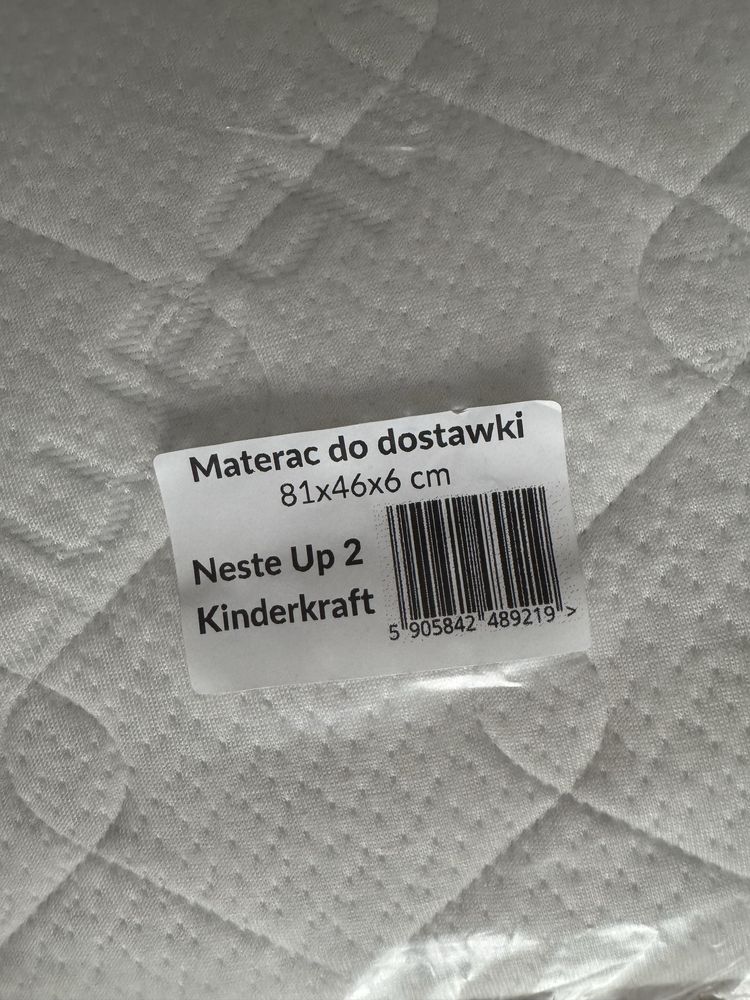 Materac do dostawki
81x46x6 cm
Neste Up 2
Kinderkraft
5 905842 489219 >